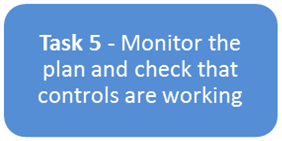 Task 5 - Monitor the
plan and check that
controls are working